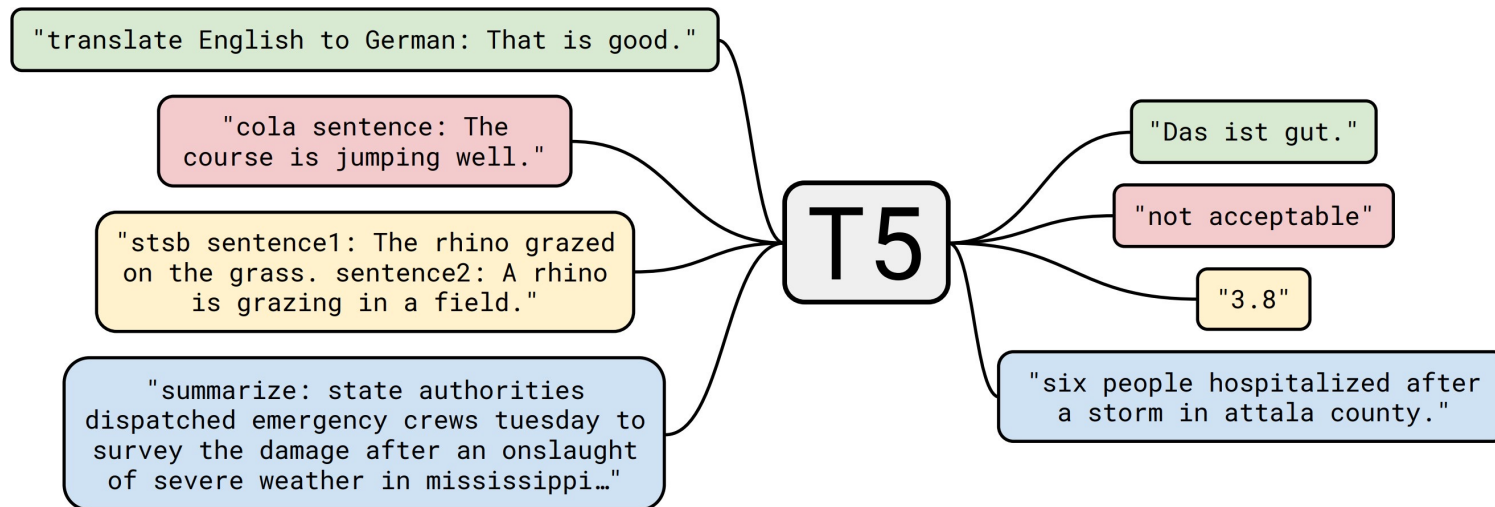 "translate English to German: That is good."
"cola sentence: The
course is jumping well."
"stsb sentence1: The rhino grazed
on the grass. sentence2: A rhino
is grazing in a field."
"summarize: state authorities
dispatched emergency crews tuesday to
survey the damage after an onslaught
of severe weather in mississippi…"
T5
"Das ist gut."
"not acceptable"
"3.8"
"six people hospitalized after
a storm in attala county."